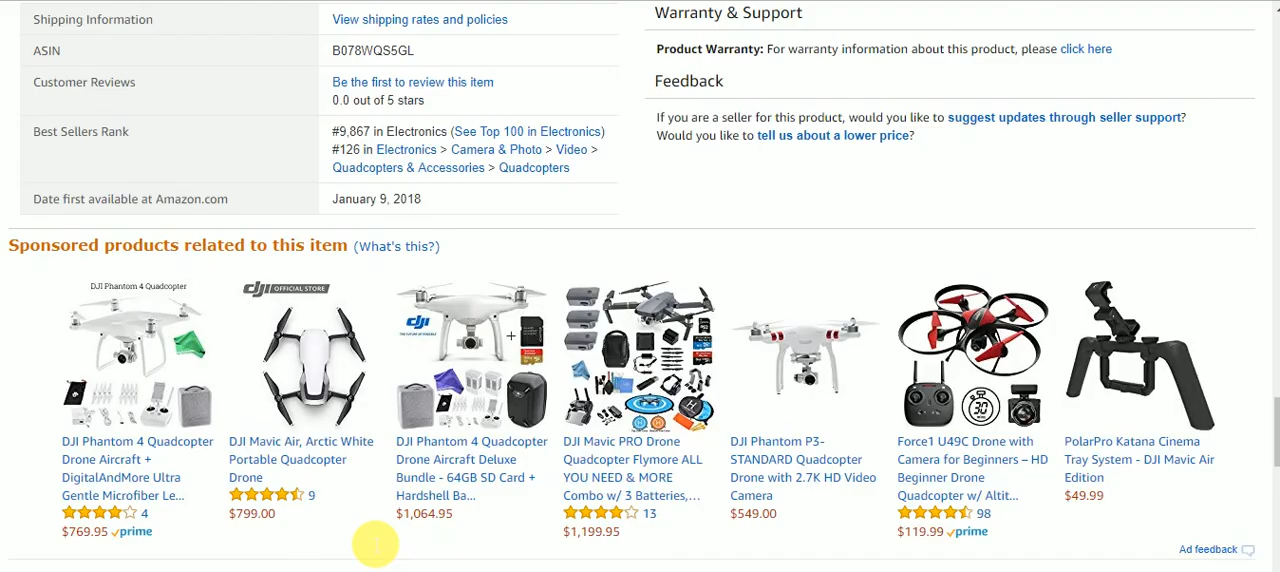 Shipping Information View shipping rates and policies
ASIN B078WQS5GL
Customer Reviews Be the first to review this item
0.0 out of 5 stars
Best Sellers Rank #9,867 in Electronics (See Top 100 in Electronics)
#126 in Electronics > Camera & Photo > Video >
Quadcopters & Accessories > Quadcopters
Date first available at Amazon.com January 9, 2018
Warranty & Support
Product Warranty: For warranty information about this product, please click here
Feedback
If you are a seller for this product, would you like to suggest updates through seller support?
Would you like to tell us about a lower price?
Sponsored products related to this item (What's this?)
DJI Phantom 4 Quadcopter
DJI Phantom 4 Quadcopter
Drone Aircraft +
DigitalAndMore Ultra
Gentle Microfiber Le...
4
$769.95 prime
dji OFFICIAL STORE
DJI Mavic Air, Arctic White
Portable Quadcopter
Drone
9
$799.00
dji
+
DJI Phantom 4 Quadcopter
Drone Aircraft Deluxe
Bundle - 64GB SD Card +
Hardshell Ba...
$1,064.95
DJI Mavic PRO Drone
Quadcopter Flymore ALL
YOU NEED & MORE
Combo w/ 3 Batteries,...
13
$1,199.95
DJI Phantom P3-
STANDARD Quadcopter
Drone with 2.7K HD Video
Camera
$549.00
30
Force1 U49C Drone with
Camera for Beginners – HD
Beginner Drone
Quadcopter w/ Altit...
98
$119.99 prime
PolarPro Katana Cinema
Tray System - DJI Mavic Air
Edition
$49.99
Ad feedback